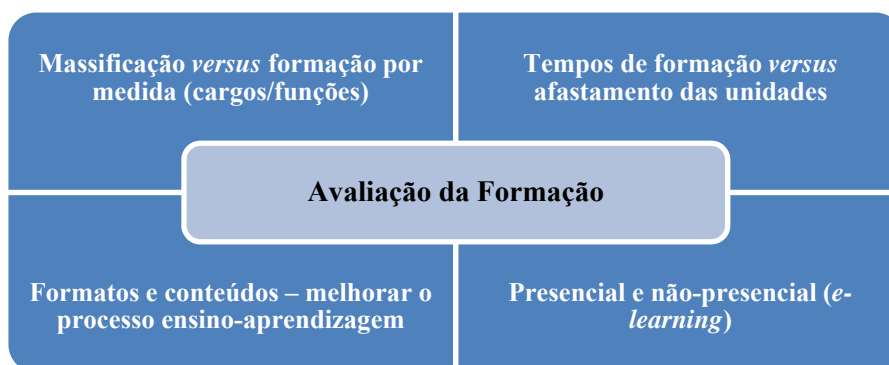 Massificação versus formação por
medida (cargos/funções)
Tempos de formação versus
afastamento das unidades
Avaliação da Formação
Formatos e conteúdos – melhorar o
processo ensino-aprendizagem
Presencial e não-presencial (e-
learning)